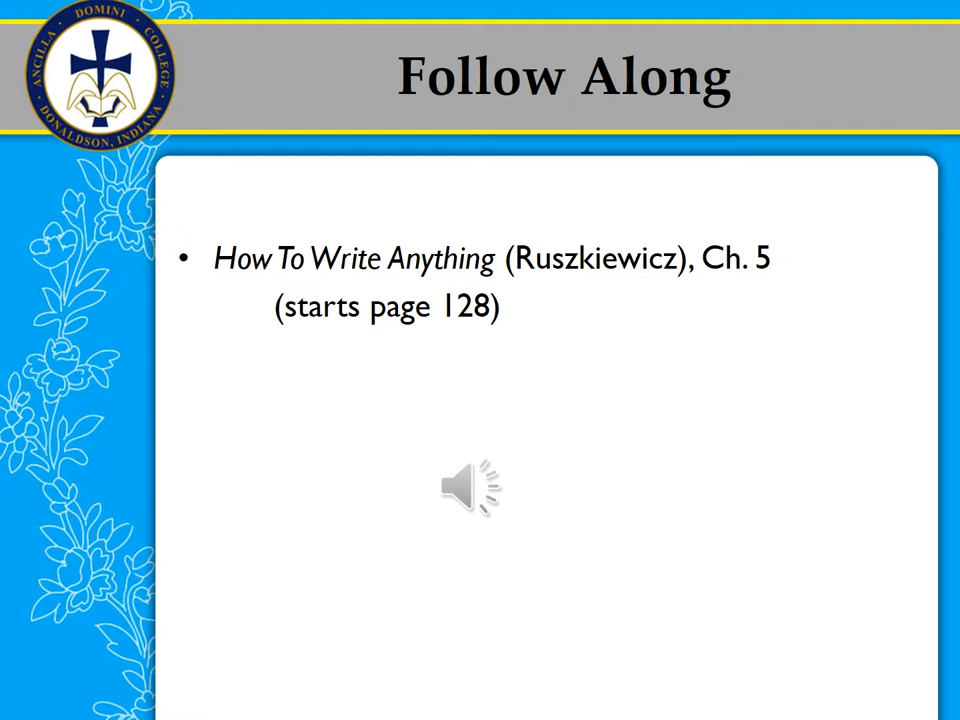 ANCILLA DOMINI COLLEGE
DONALDSON, INDIANA
Follow Along
• How To Write Anything (Ruszkiewicz), Ch. 5
(starts page 128)